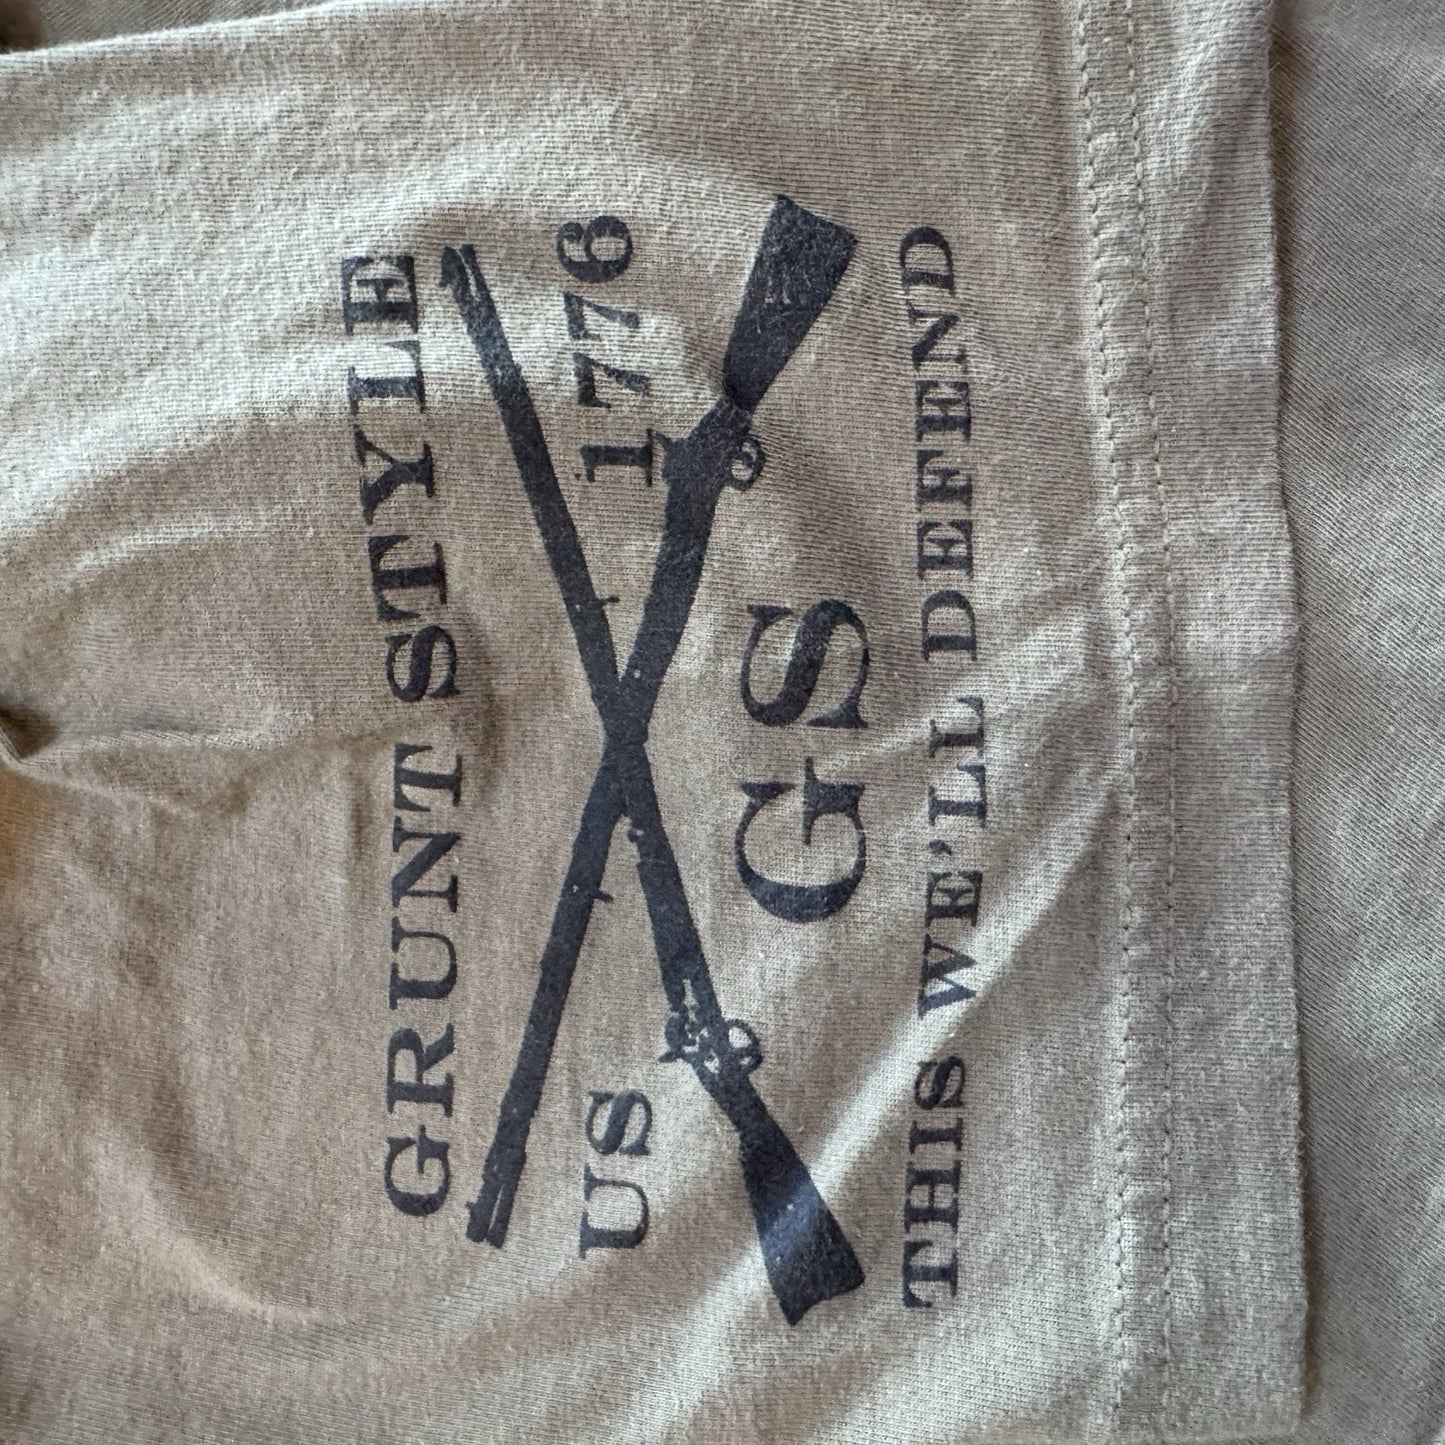 GRUNT STYLE
US 1776
GS
THIS WE'LL DEFEND